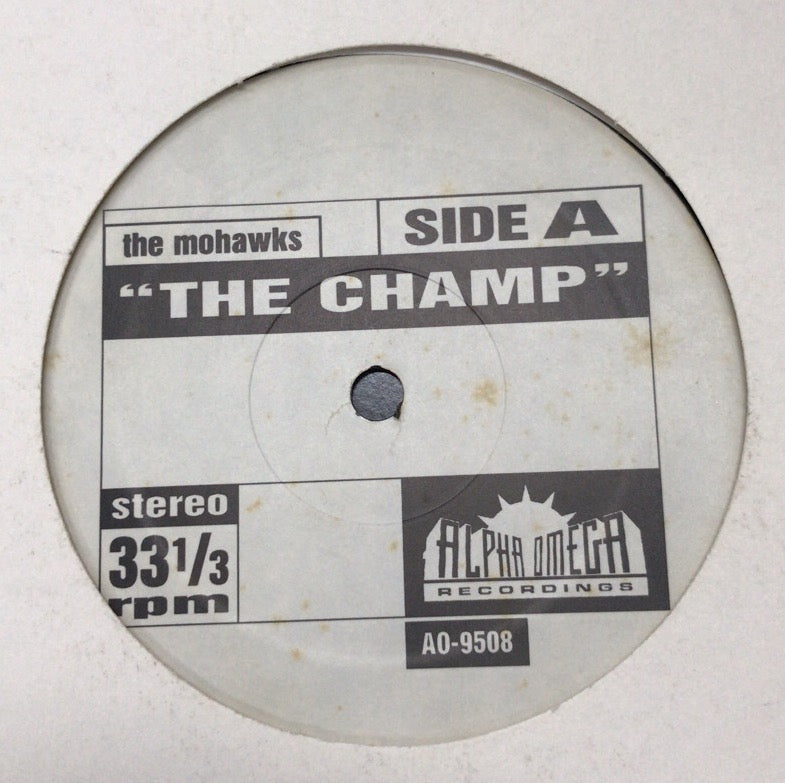 the mohawks
SIDE A
“THE CHAMP”
stereo
33 1/3
rpm
ALPHA OMEGA
RECORDINGS
AO-9508